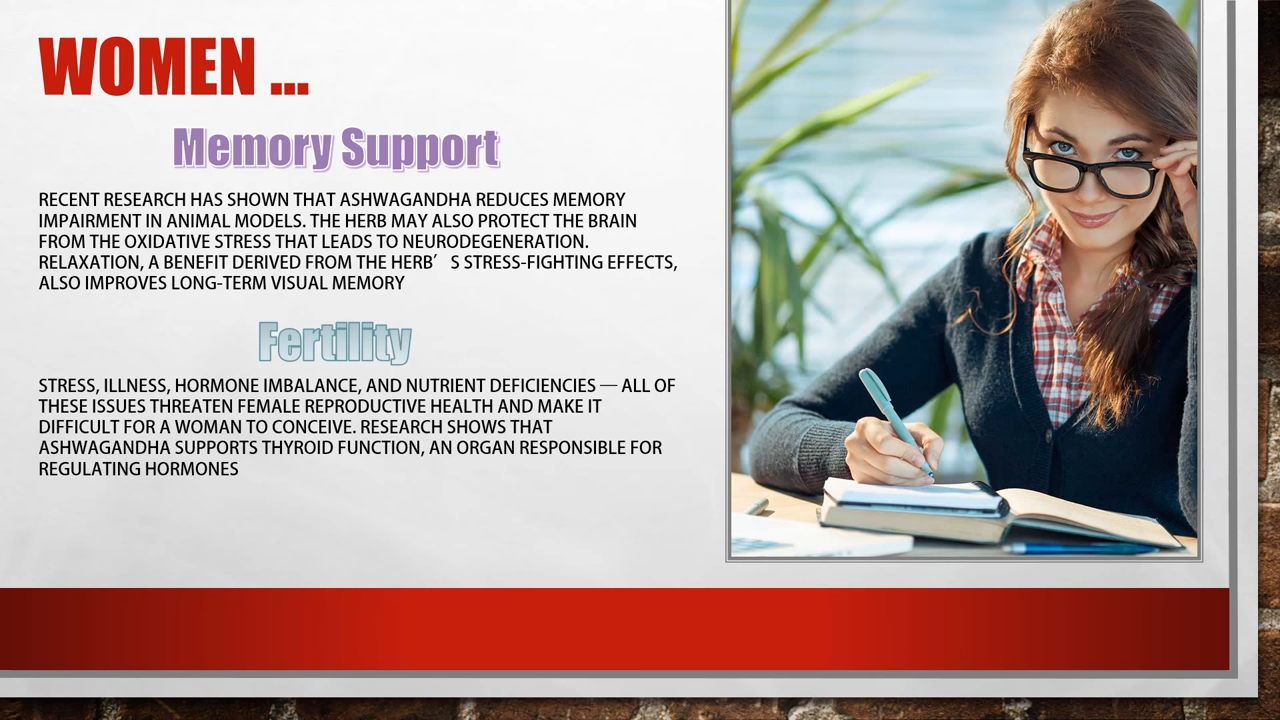 WOMEN ...
Memory Support
RECENT RESEARCH HAS SHOWN THAT ASHWAGANDHA REDUCES MEMORY
IMPAIRMENT IN ANIMAL MODELS. THE HERB MAY ALSO PROTECT THE BRAIN
FROM THE OXIDATIVE STRESS THAT LEADS TO NEURODEGENERATION.
RELAXATION, A BENEFIT DERIVED FROM THE HERB’S STRESS-FIGHTING EFFECTS,
ALSO IMPROVES LONG-TERM VISUAL MEMORY
Fertility
STRESS, ILLNESS, HORMONE IMBALANCE, AND NUTRIENT DEFICIENCIES — ALL OF
THESE ISSUES THREATEN FEMALE REPRODUCTIVE HEALTH AND MAKE IT
DIFFICULT FOR A WOMAN TO CONCEIVE. RESEARCH SHOWS THAT
ASHWAGANDHA SUPPORTS THYROID FUNCTION, AN ORGAN RESPONSIBLE FOR
REGULATING HORMONES